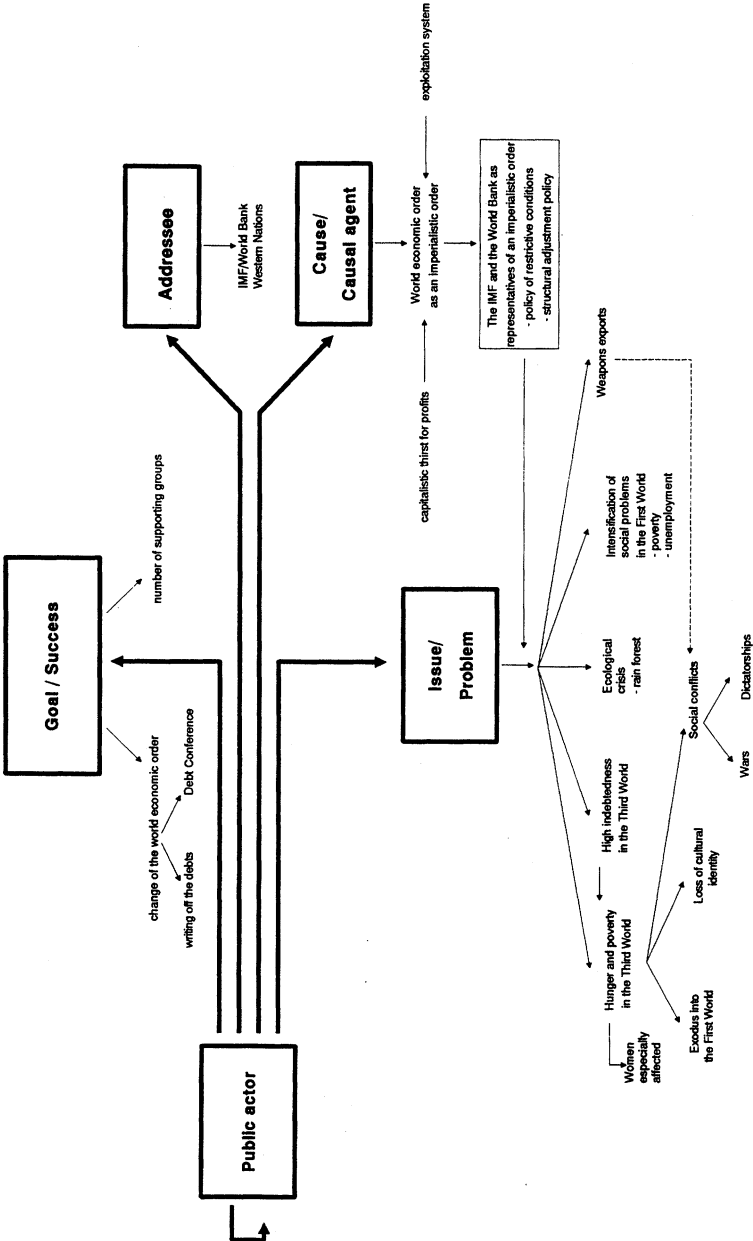 Public actor
Goal / Success
change of the world economic order
writing off the debts
Debt Conference
number of supporting groups
Addressee
IMF/World Bank
Western Nations
Cause/
Causal agent
capitalistic thirst for profits
World economic order
as an imperialistic order
exploitation system
The IMF and the World Bank as
representatives of an imperialistic order
- policy of restrictive conditions
- structural adjustment policy
Issue/
Problem
Hunger and poverty
in the Third World
High indebtedness
in the Third World
Ecological
crisis
- rain forest
Intensification of
social problems
in the First World
- poverty
- unemployment
Weapons exports
Women
especially
affected
Exodus into
the First World
Loss of cultural
identity
Social conflicts
Wars
Dictatorships